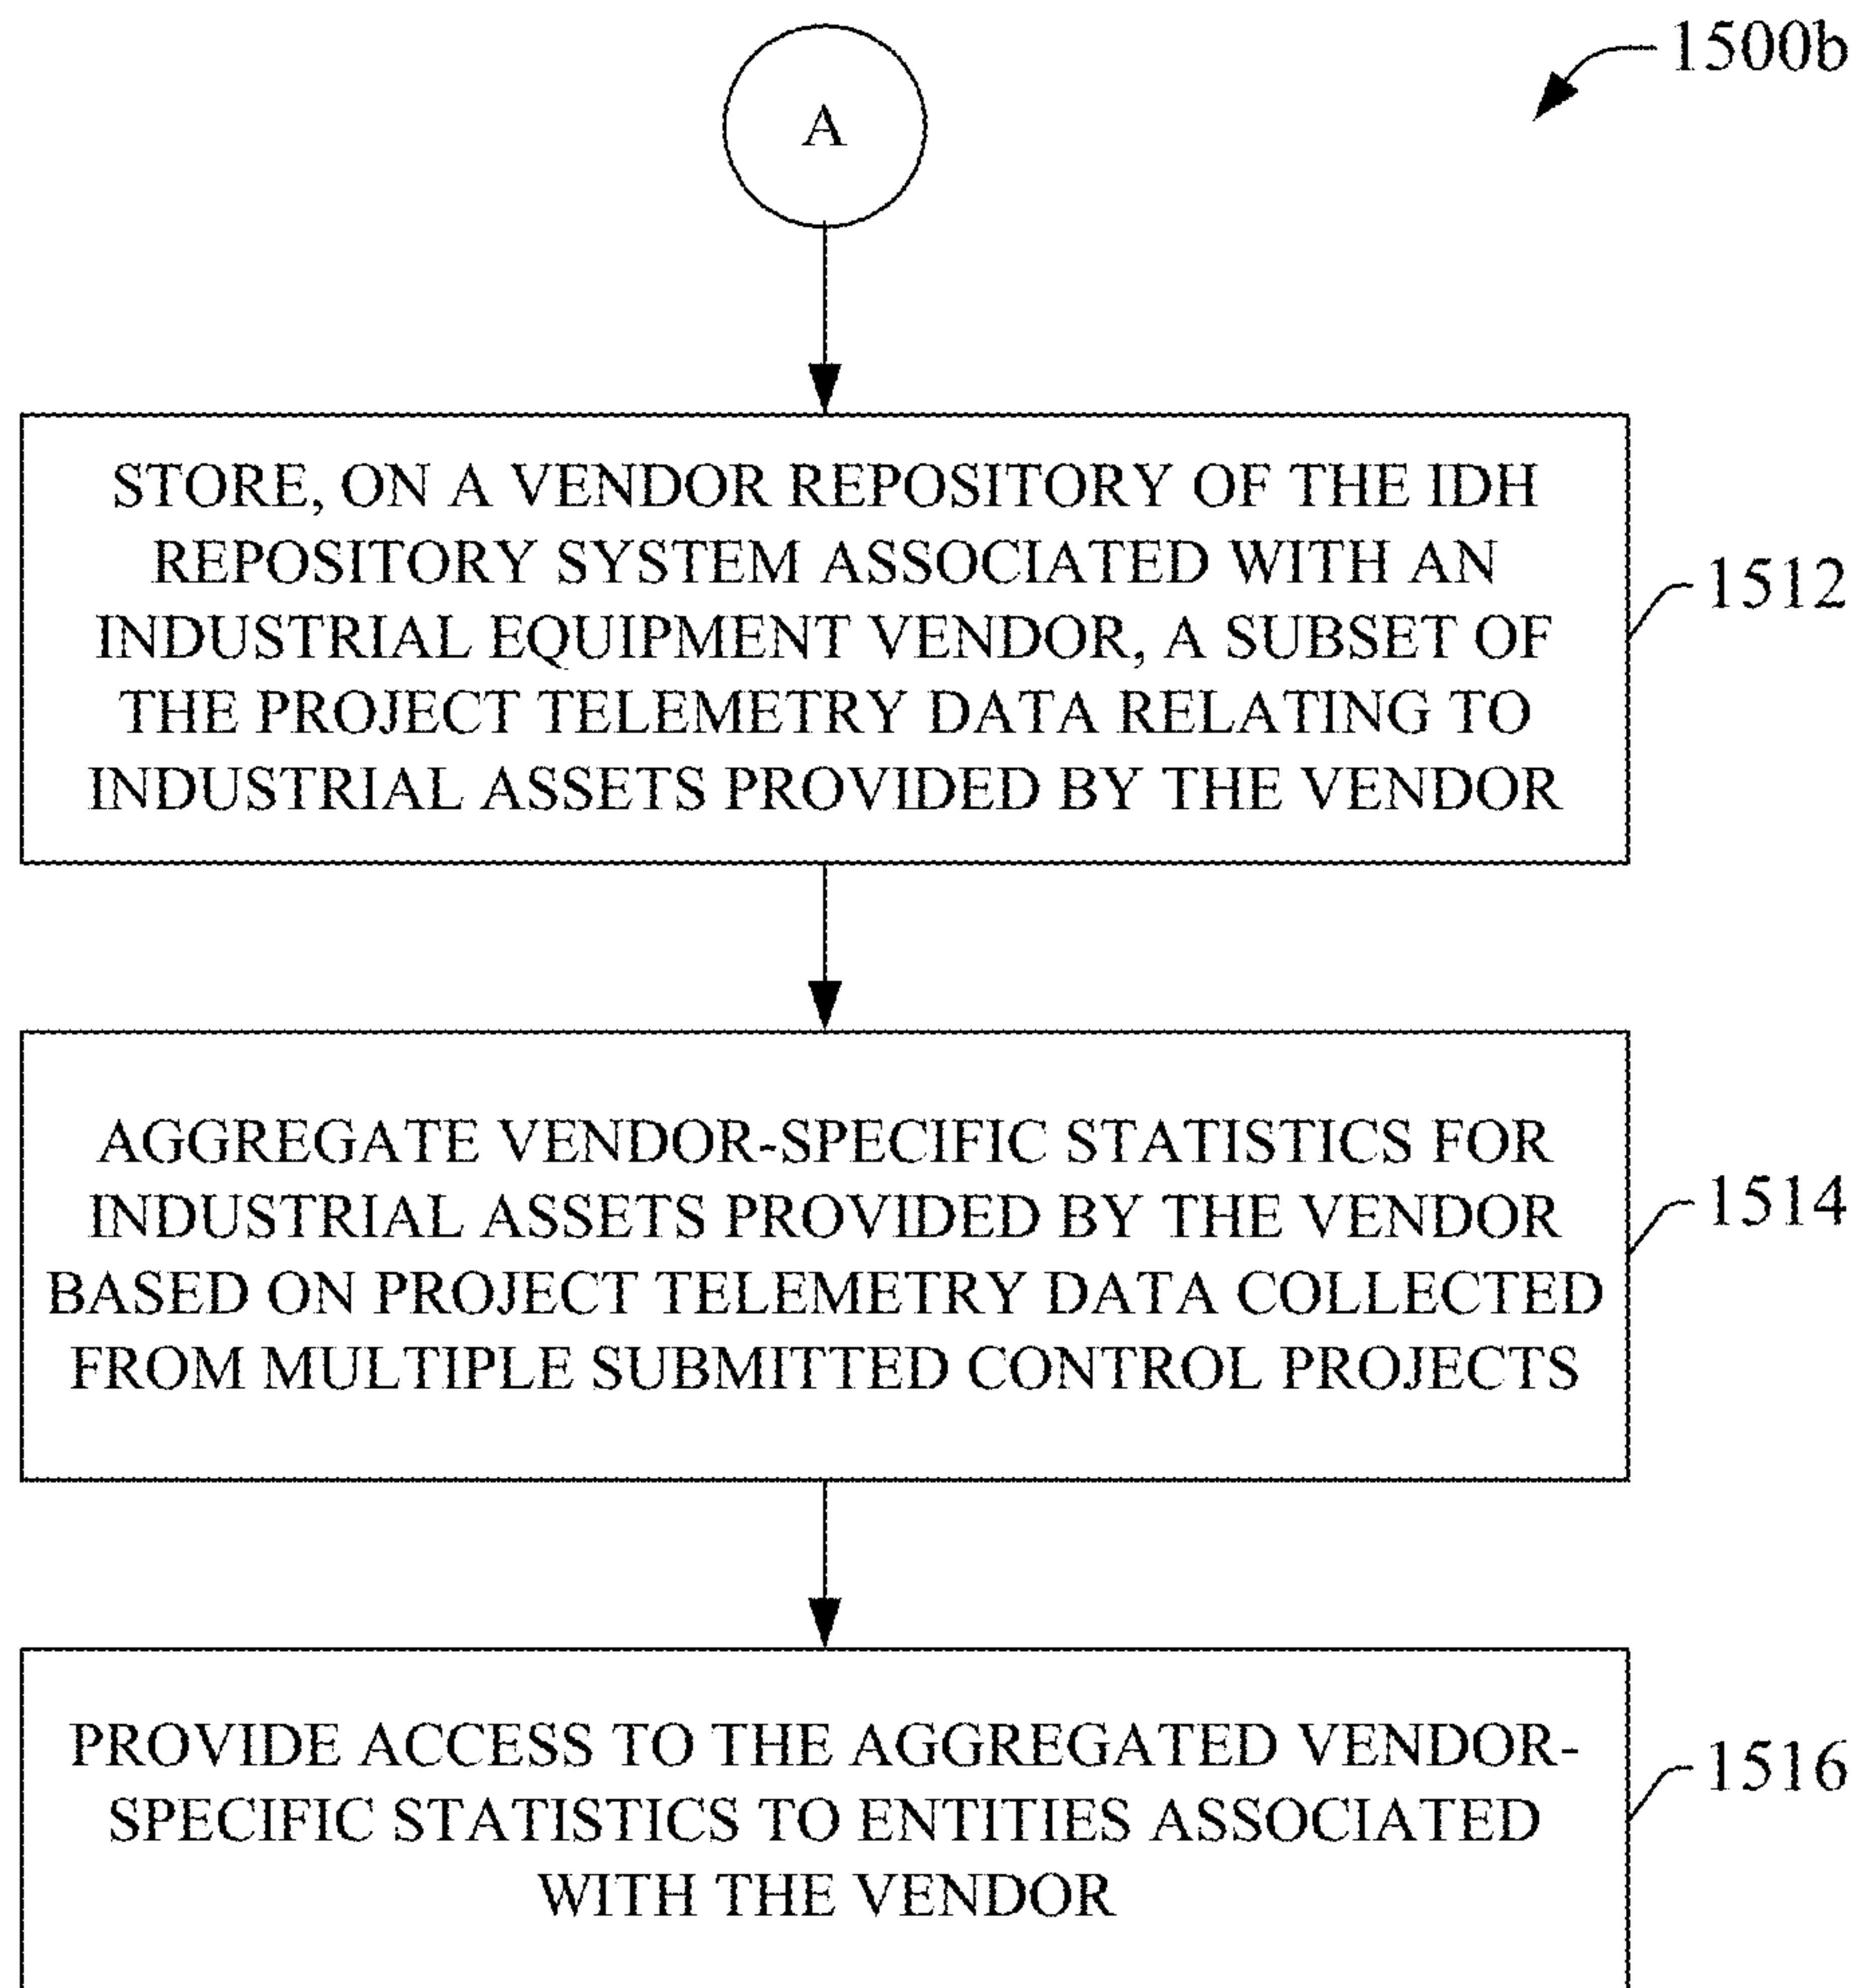 1500b
A
STORE, ON A VENDOR REPOSITORY OF THE IDH
REPOSITORY SYSTEM ASSOCIATED WITH AN
INDUSTRIAL EQUIPMENT VENDOR, A SUBSET OF
THE PROJECT TELEMETRY DATA RELATING TO
INDUSTRIAL ASSETS PROVIDED BY THE VENDOR
1512
AGGREGATE VENDOR-SPECIFIC STATISTICS FOR
INDUSTRIAL ASSETS PROVIDED BY THE VENDOR
BASED ON PROJECT TELEMETRY DATA COLLECTED
FROM MULTIPLE SUBMITTED CONTROL PROJECTS
1514
PROVIDE ACCESS TO THE AGGREGATED VENDOR-
SPECIFIC STATISTICS TO ENTITIES ASSOCIATED
WITH THE VENDOR
1516